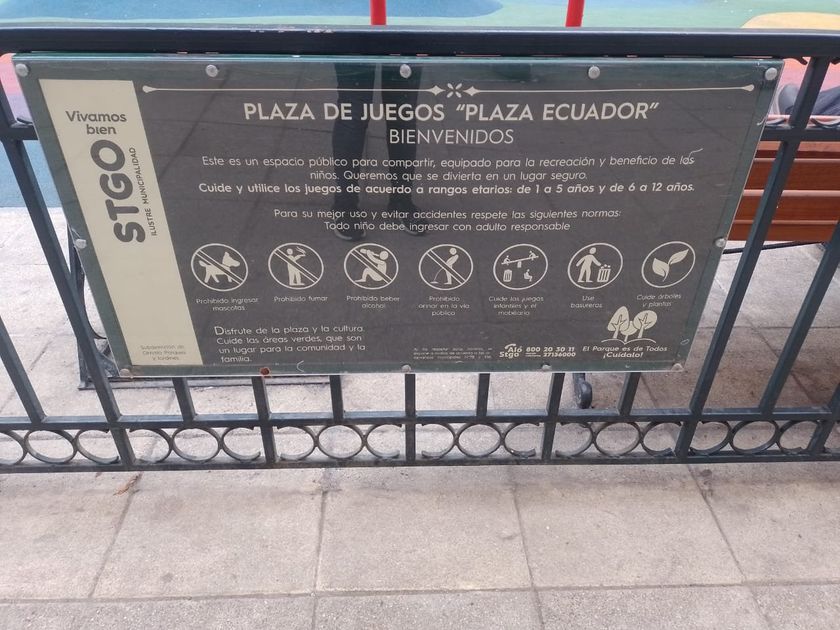 Vivamos
bien
STGO
ILUSTRE MUNICIPALIDAD
Subdirección de
Ornato Parques
y Jardines
PLAZA DE JUEGOS "PLAZA ECUADOR"
BIENVENIDOS
Este es un espacio público para compartir, equipado para la recreación y beneficio de los
niños. Queremos que se divierta en un lugar seguro.
Cuide y utilice los juegos de acuerdo a rangos etarios: de 1 a 5 años y de 6 a 12 años.
Para su mejor uso y evitar accidentes respete las siguientes normas:
Todo niño debe ingresar con adulto responsable
Prohibido ingresar
mascotas
Prohibido fumar
Prohibido beber
alcohol
Prohibido
orinar en la vía
pública
Cuide los juegos
infantiles y el
mobiliario
Use
basureros
Cuide árboles
y plantas
Disfrute de la plaza y la cultura.
Cuide las áreas verdes, que son
un lugar para la comunidad y la
familia.
Aló
Stgo
800 20 30 11
27136000
El Parque es de Todos
¡Cuídalo!